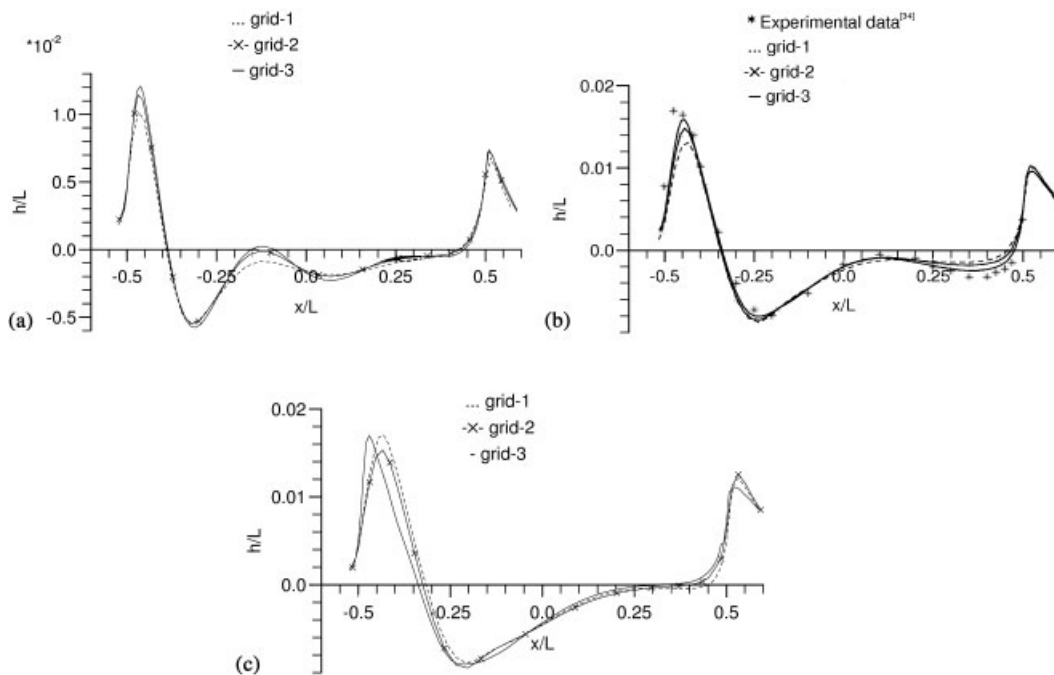 ... grid-1
*10-2
-×- grid-2
— grid-3
1.0
0.5
h/L
0.0
-0.5 -0.25 0.25 0.5
x/L
(a) -0.5
* Experimental data[34]
... grid-1
-×- grid-2
— grid-3
0.02
0.01
h/L
0.0
-0.5 -0.25 0.0 0.25 0.5
x/L
(b)
... grid-1
-×- grid-2
- grid-3
0.02
0.01
h/L
0.0
-0.5 -0.25 0.0 0.25 0.5
x/L
(c)